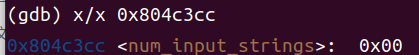 (gdb) x/x 0x804c3cc
0x804c3cc <num_input_strings>:  0x00